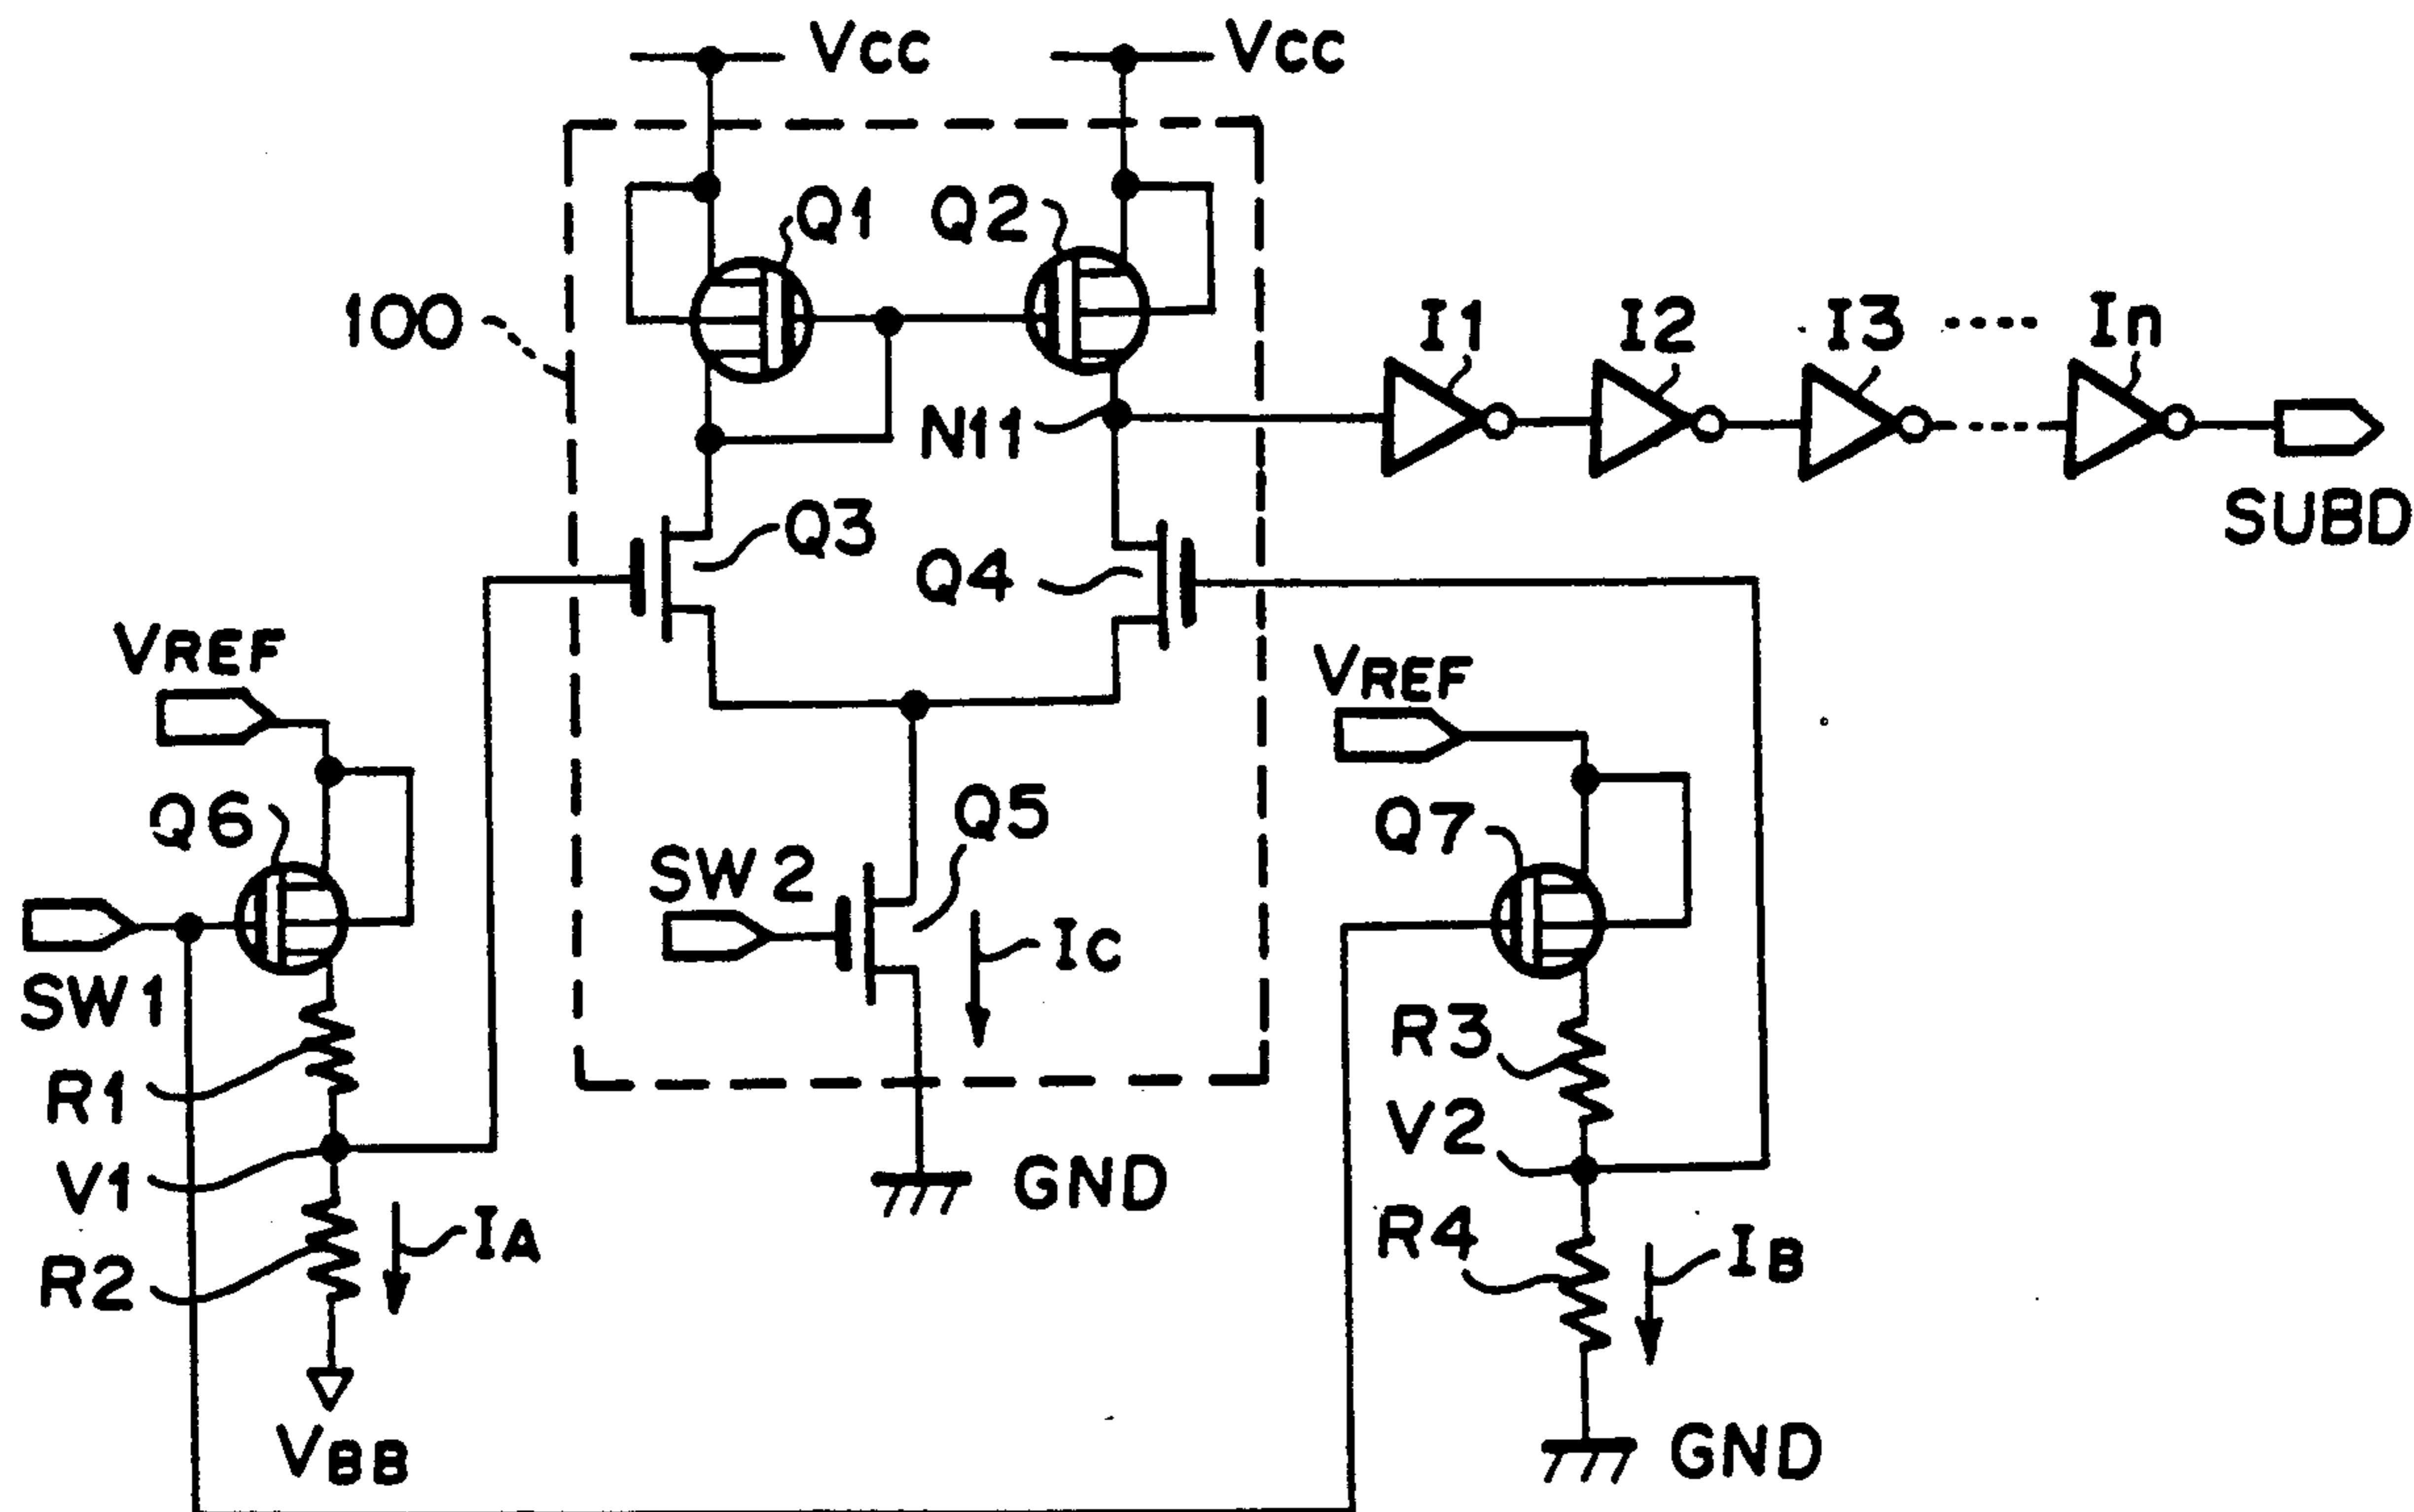 VCC
VCC
Q1
Q2
100
I1
I2
I3
....
In
N11
SUBD
Q3
Q4
VREF
VREF
Q6
Q5
Q7
SW2
IC
SW1
R1
R3
V1
V2
GND
R2
IA
R4
IB
VBB
GND